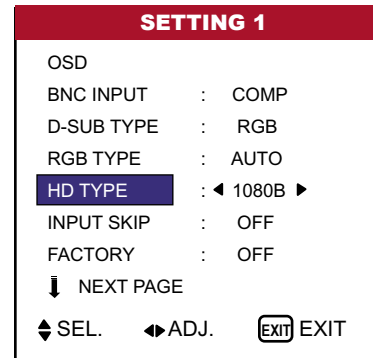 SETTING 1
OSD
BNC INPUT : COMP
D-SUB TYPE : RGB
RGB TYPE : AUTO
HD TYPE : ◀ 1080B ▶
INPUT SKIP : OFF
FACTORY : OFF
NEXT PAGE
SEL. ADJ. EXIT EXIT